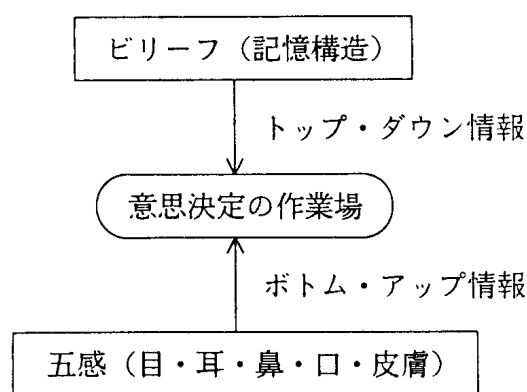 ビリーフ（記憶構造）
トップ・ダウン情報
意思決定の作業場
ボトム・アップ情報
五感（目・耳・鼻・口・皮膚）